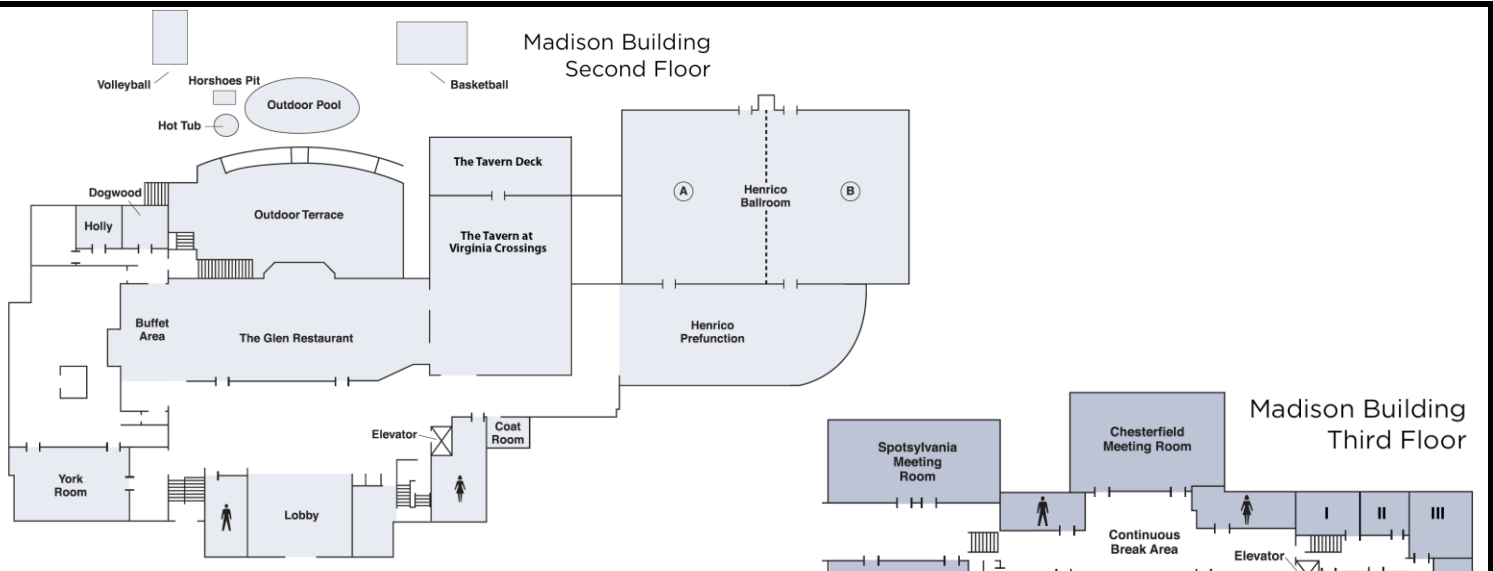 Madison Building
Second Floor
Volleyball
Horshoes Pit
Outdoor Pool
Hot Tub
Basketball
The Tavern Deck
Dogwood
Holly
Outdoor Terrace
The Tavern at
Virginia Crossings
A
Henrico
Ballroom
B
Buffet
Area
The Glen Restaurant
Henrico
Prefunction
Elevator
Coat
Room
York
Room
Lobby
Madison Building
Third Floor
Spotsylvania
Meeting
Room
Chesterfield
Meeting Room
I
II
III
Continuous
Break Area
Elevator